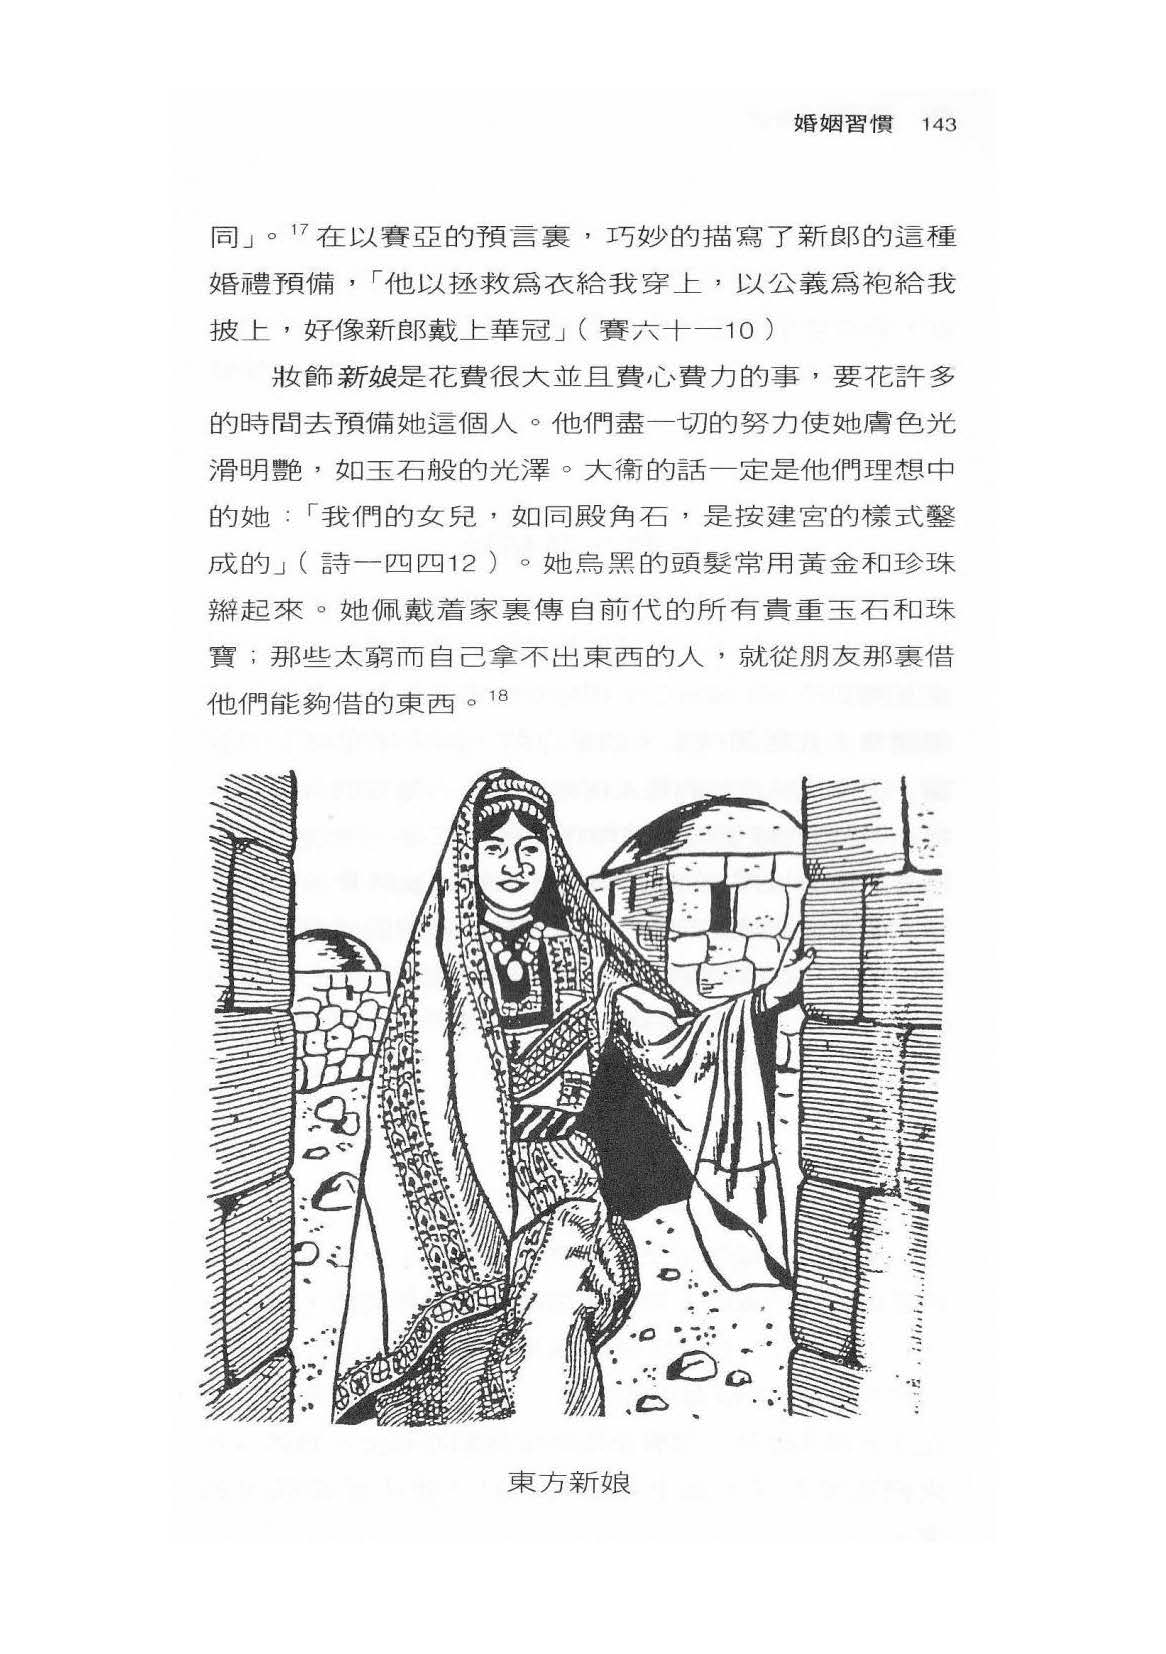 婚姻習慣 143
同」。17在以賽亞的預言裏，巧妙的描寫了新郎的這種
婚禮預備，「他以拯救爲衣給我穿上，以公義爲袍給我
披上，好像新郎戴上華冠」（賽六十一10）
妝飾新娘是花費很大並且費心費力的事，要花許多
的時間去預備她這個人。他們盡一切的努力使她膚色光
滑明艷，如玉石般的光澤。大衞的話一定是他們理想中
的她：「我們的女兒，如同殿角石，是按建宮的樣式鑿
成的」（詩一四四12）。她烏黑的頭髮常用黃金和珍珠
辮起來。她佩戴着家裏傳自前代的所有貴重玉石和珠
寶；那些太窮而自己拿不出東西的人，就從朋友那裏借
他們能夠借的東西。18
東方新娘